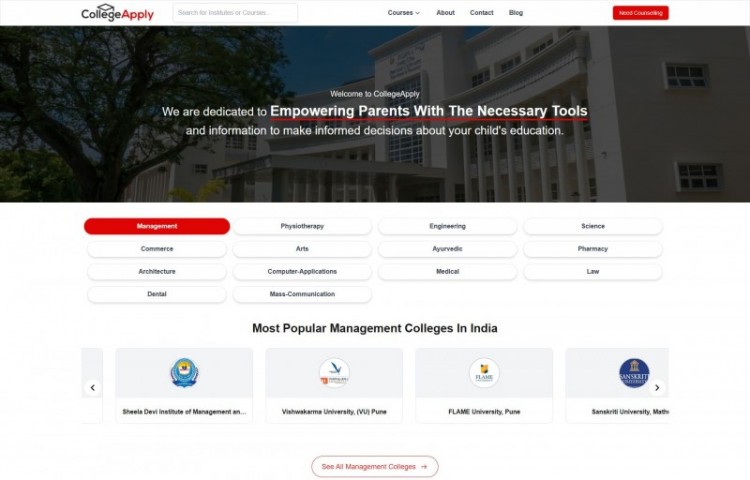 CollegeApply
Search for Institutes or Courses...
Courses
About
Contact
Blog
Need Counseling
Welcome to CollegeApply
We are dedicated to Empowering Parents With The Necessary Tools
and information to make informed decisions about your child's education.
Management
Physiotherapy
Engineering
Science
Commerce
Arts
Ayurvedic
Pharmacy
Architecture
Computer-Applications
Medical
Law
Dental
Mass-Communication
Most Popular Management Colleges In India
FLAME
SANSKRITI
Sheela Devi Institute of Management an...
Vishwakarma University, (VU) Pune
FLAME University, Pune
Sanskriti University, Math
See All Management Colleges →